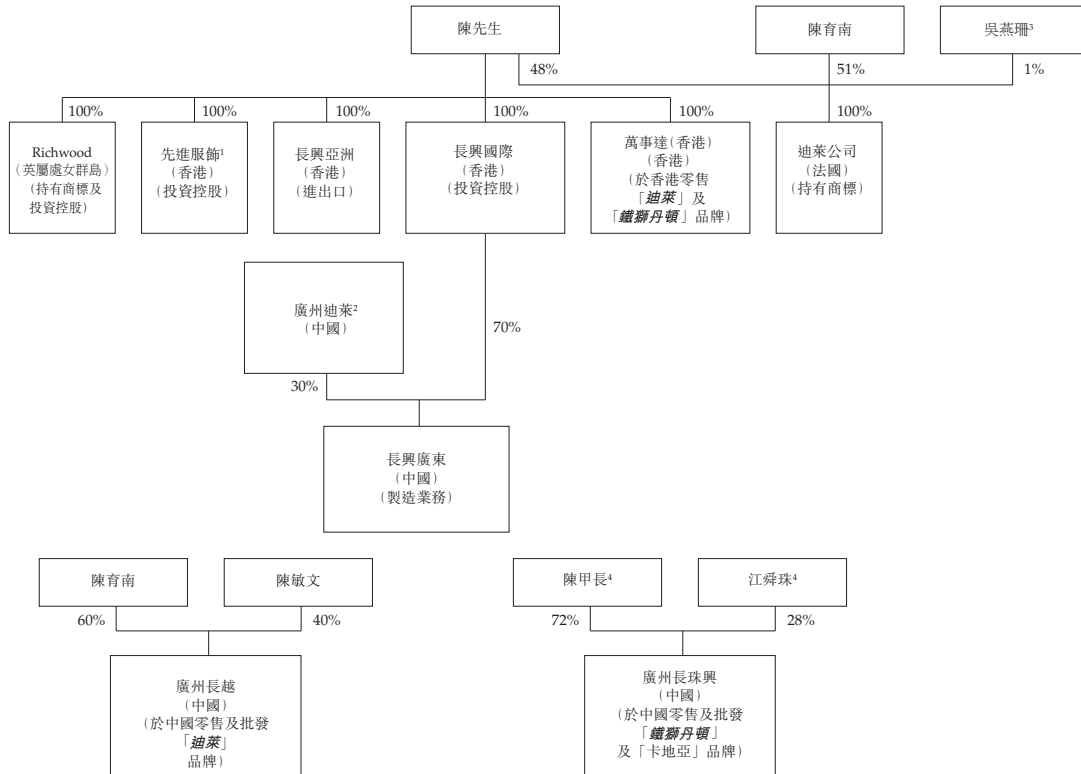 陳先生
陳育南
吳燕珊³
48%
51%
1%
100%
100%
100%
100%
100%
100%
Richwood
(英屬處女群島)
(持有商標及
投資控股)
先進服飾¹
(香港)
(投資控股)
長興亞洲
(香港)
(進出口)
長興國際
(香港)
(投資控股)
萬事達(香港)
(香港)
(於香港零售
「迪萊」及
「鐵獅丹頓」品牌)
迪萊公司
(法國)
(持有商標)
廣州迪萊²
(中國)
70%
30%
長興廣東
(中國)
(製造業務)
陳育南
陳敏文
陳甲長⁴
江舜珠⁴
60%
40%
72%
28%
廣州長越
(中國)
(於中國零售及批發
「迪萊」
品牌)
廣州長珠興
(中國)
(於中國零售及批發
「鐵獅丹頓」
及「卡地亞」品牌)